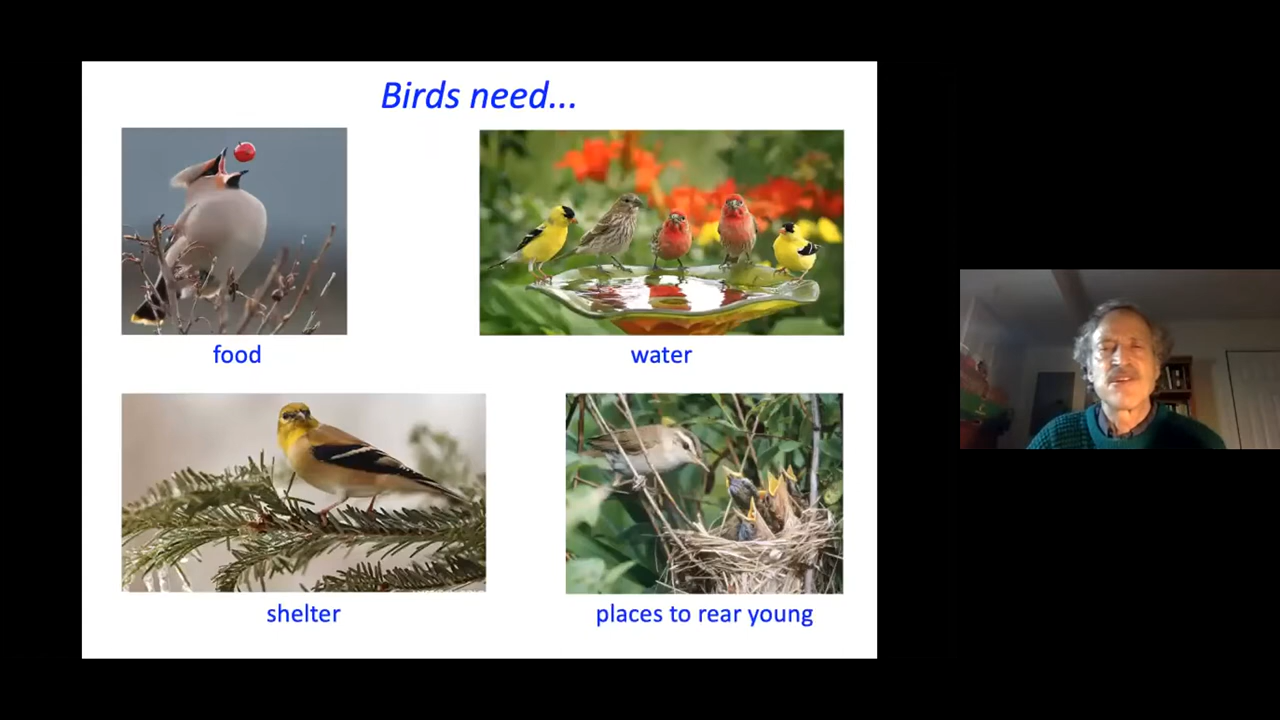 Birds need...
food
water
shelter
places to rear young